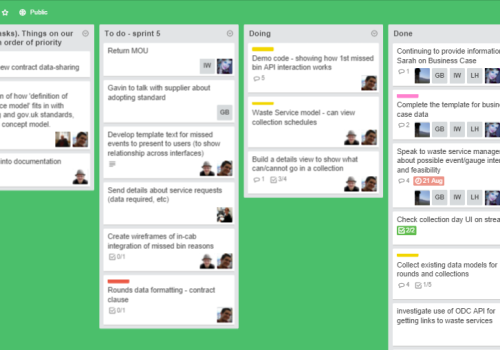 Public
asks). Things on our
n order of priority
ew contract data-sharing
n of how 'definition of
ce model' fits in with
g and gov.uk standards,
concept model.
into documentation
To do - sprint 5
Return MOU
IW
Gavin to talk with supplier about
adopting standard
GB
Develop template text for missed
events to present to users (to show
relationship across interfaces)
Send details about service requests
(data required, etc)
Create wireframes of in-cab
integration of missed bin reasons
0/1
Rounds data formatting - contract
clause
0/1
Doing
Demo code - showing how 1st missed
bin API interaction works
6
Waste Service model - can view
collection schedules
Build a details view to show what
can/cannot go in a collection
1 3/4
Done
Continuing to provide information
Sarah on Business Case
1 GB IW LH
Complete the template for business
case data
2 GB IW LH
Speak to waste service manage
about possible event/gauge inter
and feasibility
4 21 Aug
GB IW LH
Check collection day UI on strea
2/2
Collect existing data models for
rounds and collections
4 1/5
investigate use of ODC API for
getting links to waste services